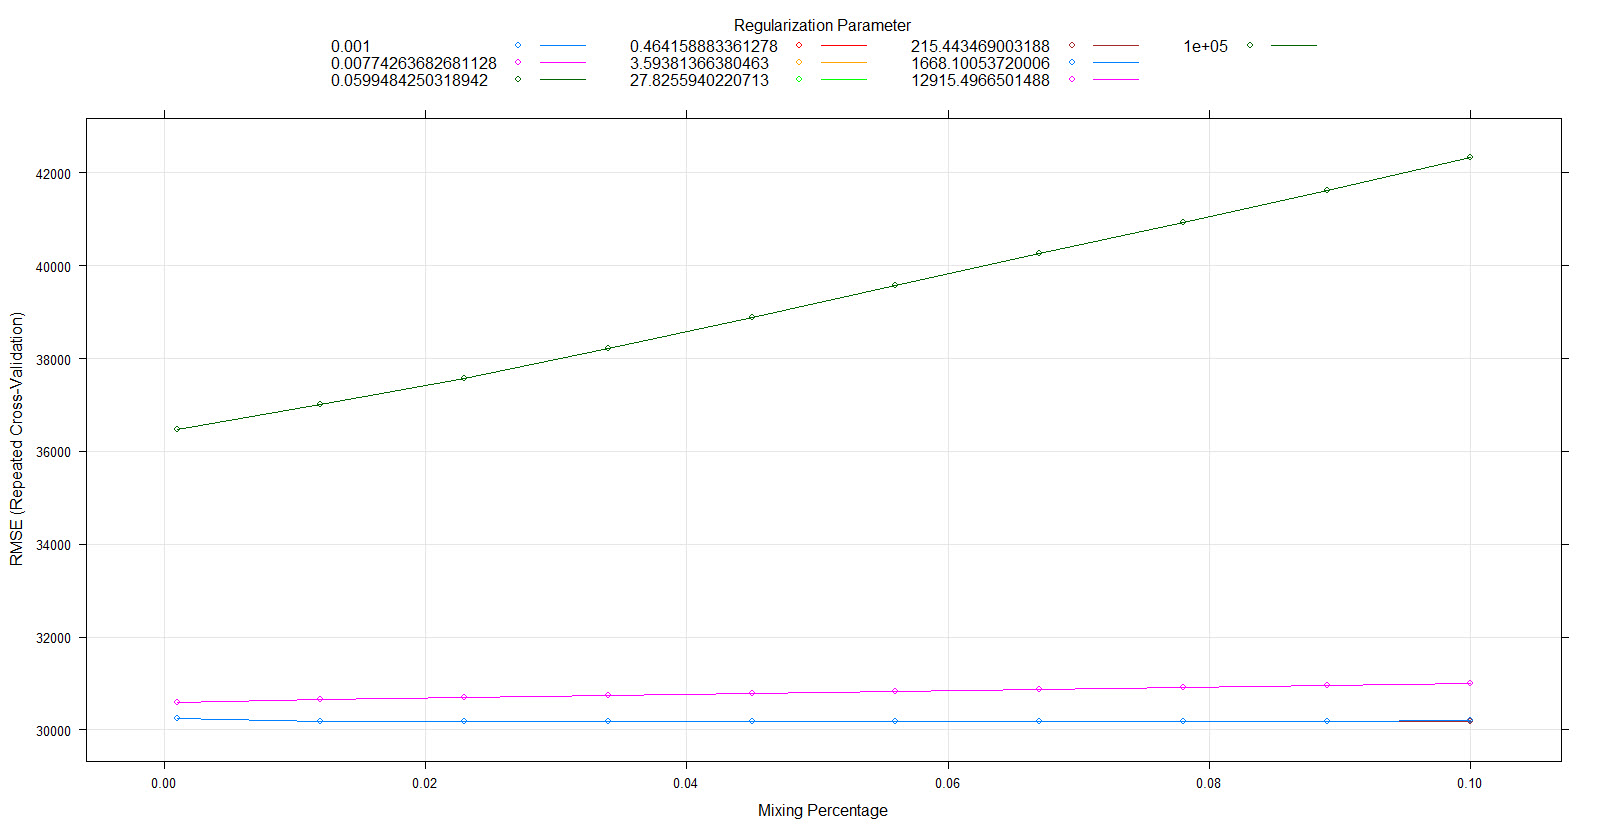 Regularization Parameter
0.001 0.464158883361278 215.443469003188 1e+05
0.00774263682681128 3.59381366380463 1668.10053720006
0.0599484250318942 27.8255940220713 12915.4966501488
42000
40000
38000
36000
34000
32000
30000
RMSE (Repeated Cross-Validation)
0.00 0.02 0.04 0.06 0.08 0.10
Mixing Percentage